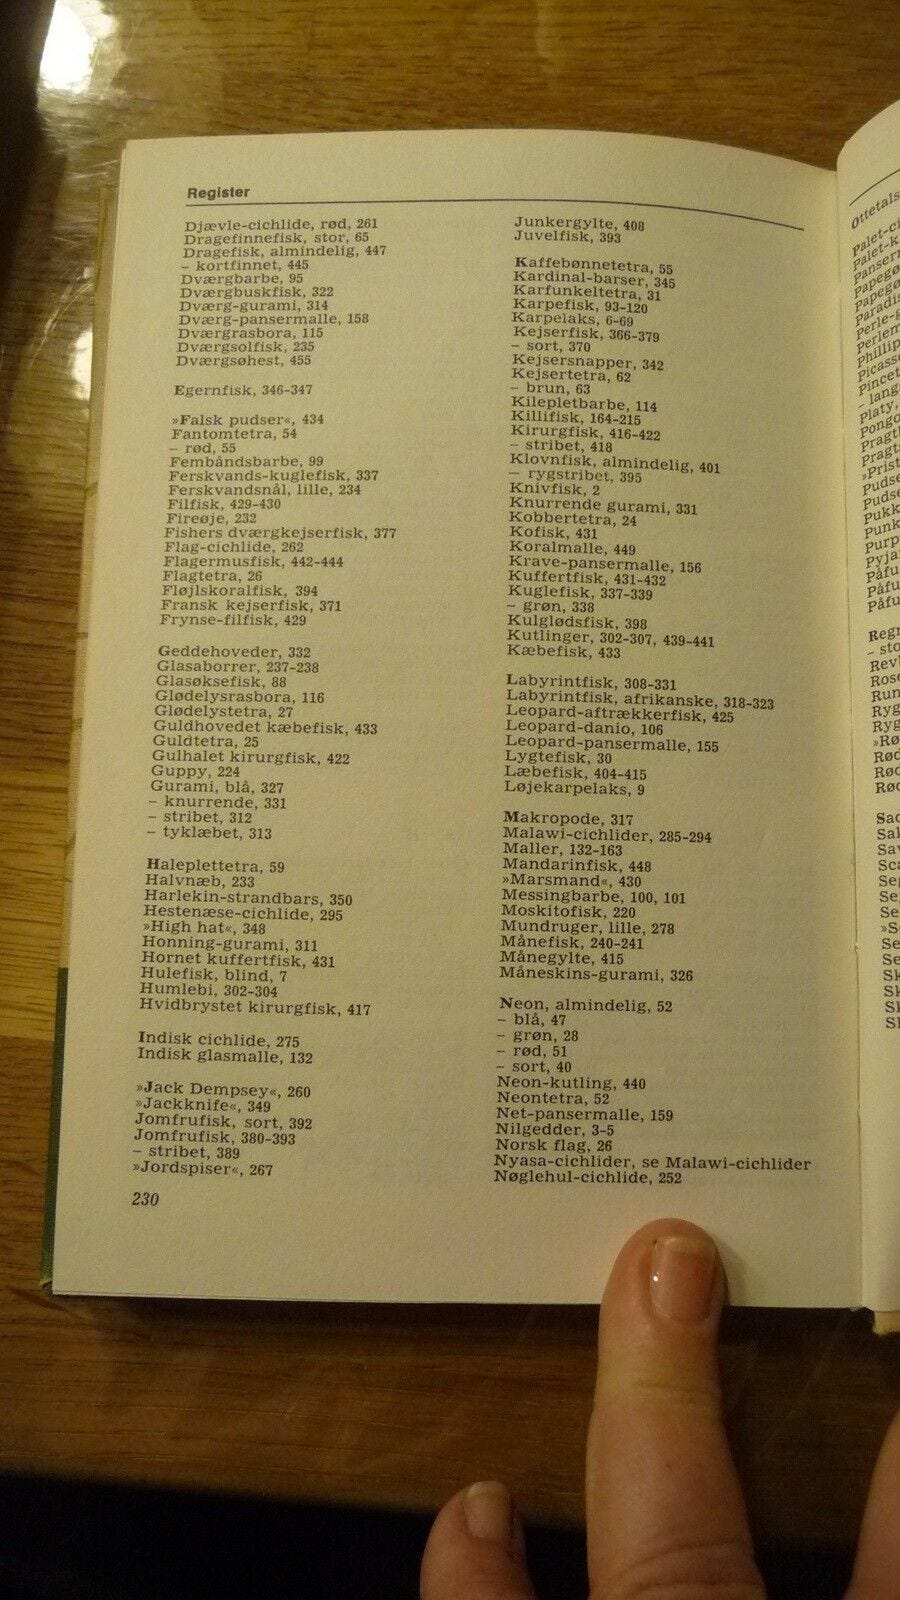 Register
Djævle-cichlide, rød, 261
Dragefinnefisk, stor, 65
Dragefisk, almindelig, 447
– kortfinnet, 445
Dværgbarbe, 95
Dværgbuskfisk, 322
Dværg-gurami, 314
Dværg-pansermalle, 158
Dværgrasbora, 115
Dværgsolfisk, 235
Dværgsøhest, 455
Egernfisk, 346-347
»Falsk pudser«, 434
Fantomtetra, 54
– rød, 55
Fembåndsbarbe, 99
Ferskvands-kuglefisk, 337
Ferskvandsnål, lille, 234
Filfisk, 429-430
Fireøje, 232
Fishers dværgkejserfisk, 377
Flag-cichlide, 262
Flagermusfisk, 442-444
Flagtetra, 26
Fløjlskoralfisk, 394
Fransk kejserfisk, 371
Frynse-filfisk, 429
Geddehoveder, 332
Glasaborrer, 237-238
Glasøksefisk, 88
Glødelysrasbora, 116
Glødelystetra, 27
Guldhovedet kæbefisk, 433
Guldtetra, 25
Gulhalet kirurgfisk, 422
Guppy, 224
Gurami, blå, 327
– knurrende, 331
– stribet, 312
– tyklæbet, 313
Haleplettetra, 59
Halvnæb, 233
Harlekin-strandbars, 350
Hestenæse-cichlide, 295
»High hat«, 348
Honning-gurami, 311
Hornet kuffertfisk, 431
Hulefisk, blind, 7
Humlebi, 302-304
Hvidbrystet kirurgfisk, 417
Indisk cichlide, 275
Indisk glasmalle, 132
»Jack Dempsey«, 260
»Jackknife«, 349
Jomfrufisk, sort, 392
Jomfrufisk, 380-393
– stribet, 389
»Jordspiser«, 267
230
Junkergylte, 408
Juvelfisk, 393
Kaffebønnetetra, 55
Kardinal-barser, 345
Karfunkeltetra, 31
Karpefisk, 93-120
Karpelaks, 6-69
Kejserfisk, 366-379
– sort, 370
Kejsersnapper, 342
Kejsertetra, 62
– brun, 63
Kilepletbarbe, 114
Killifisk, 164-215
Kirurgfisk, 416-422
– stribet, 418
Klovnfisk, almindelig, 401
– rygstribet, 395
Knivfisk, 2
Knurrende gurami, 331
Kobbertetra, 24
Kofisk, 431
Koralmalle, 449
Krave-pansermalle, 156
Kuffertfisk, 431-432
Kuglefisk, 337-339
– grøn, 338
Kulglødsfisk, 398
Kutlinger, 302-307, 439-441
Kæbefisk, 433
Labyrintfisk, 308-331
Labyrintfisk, afrikanske, 318-323
Leopard-aftrækkerfisk, 425
Leopard-danio, 106
Leopard-pansermalle, 155
Lygtefisk, 30
Læbefisk, 404-415
Løjekarpelaks, 9
Makropode, 317
Malawi-cichlider, 285-294
Maller, 132-163
Mandarinfisk, 448
»Marsmand«, 430
Messingbarbe, 100, 101
Moskitofisk, 220
Mundruger, lille, 278
Månefisk, 240-241
Månegylte, 415
Måneskins-gurami, 326
Neon, almindelig, 52
– blå, 47
– grøn, 28
– rød, 51
– sort, 40
Neon-kutling, 440
Neontetra, 52
Net-pansermalle, 159
Nilgedder, 3-5
Norsk flag, 26
Nyasa-cichlider, se Malawi-cichlider
Nøglehul-cichlide, 252